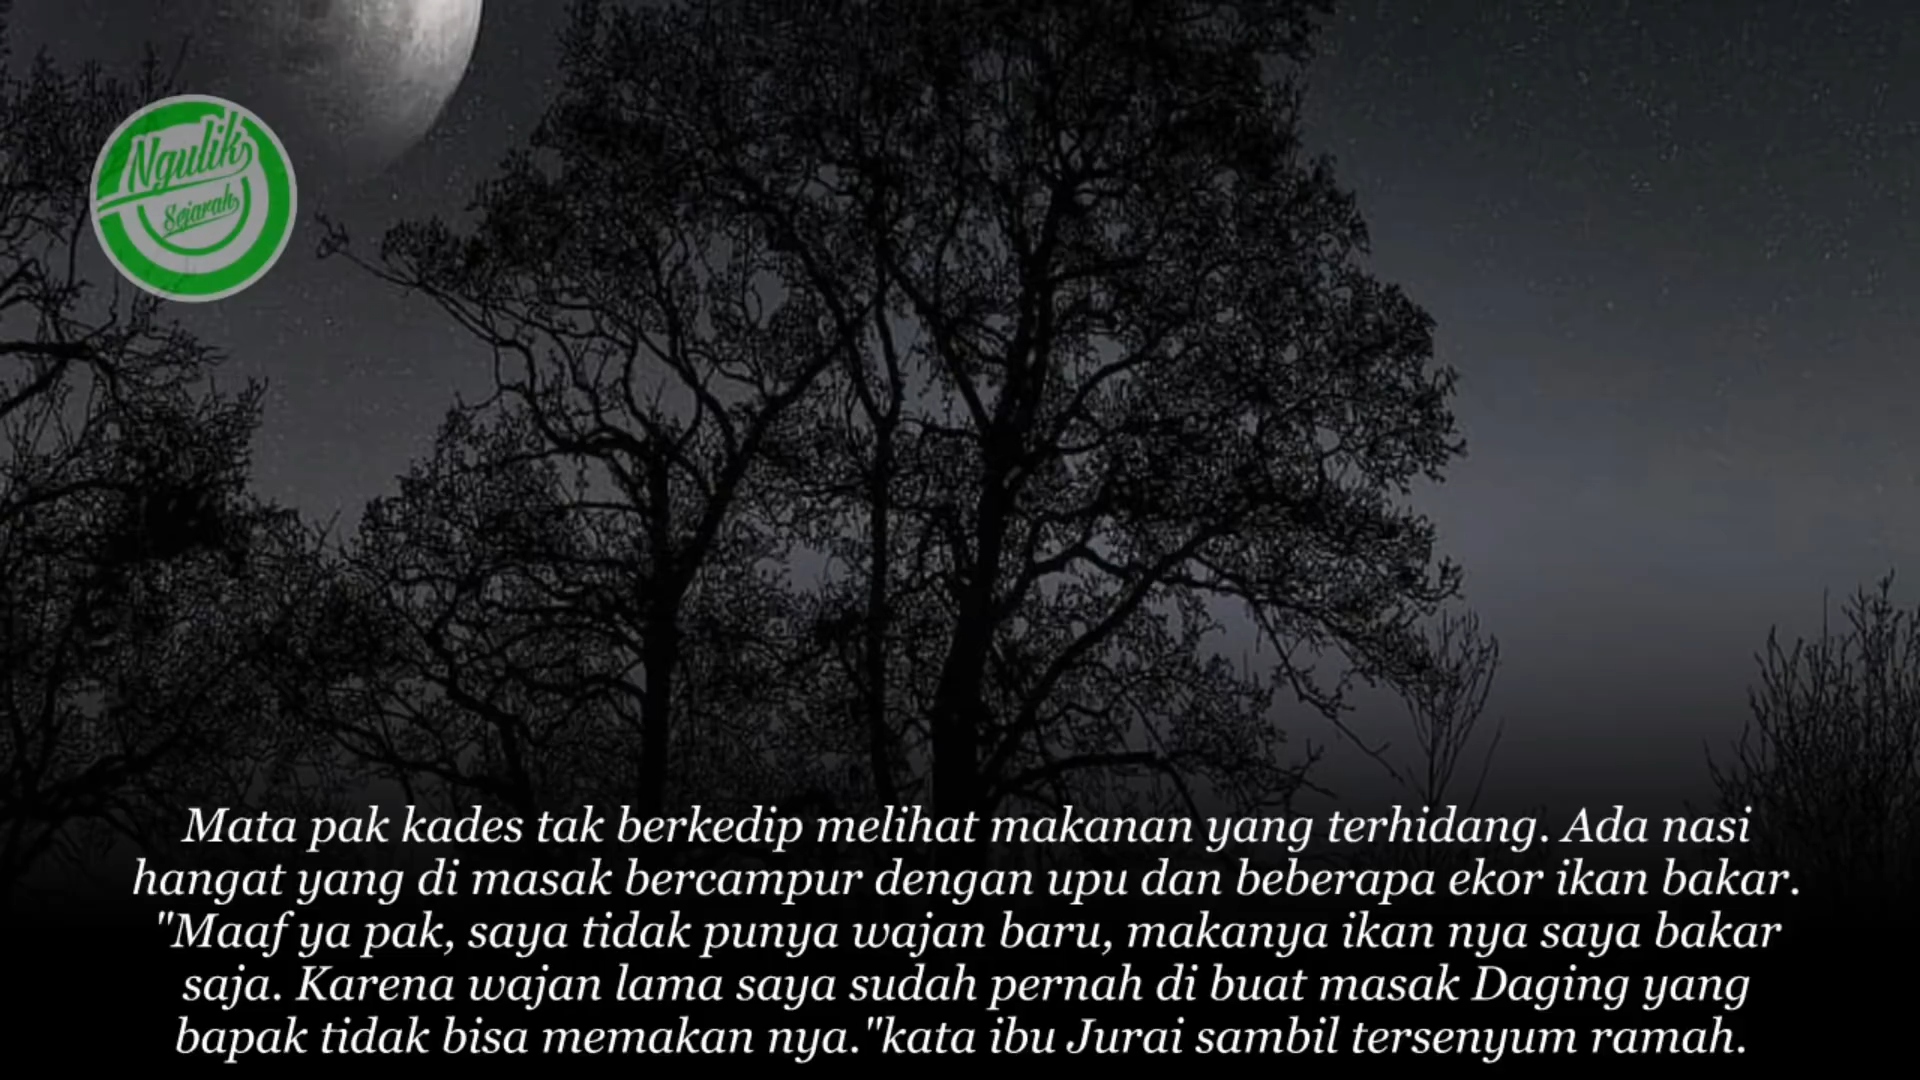 Ngulik
Sejarah
Mata pak kades tak berkedip melihat makanan yang terhidang. Ada nasi
hangat yang di masak bercampur dengan upu dan beberapa ekor ikan bakar.
"Maaf ya pak, saya tidak punya wajan baru, makanya ikan nya saya bakar
saja. Karena wajan lama saya sudah pernah di buat masak Daging yang
bapak tidak bisa memakan nya."kata ibu Jurai sambil tersenyum ramah.